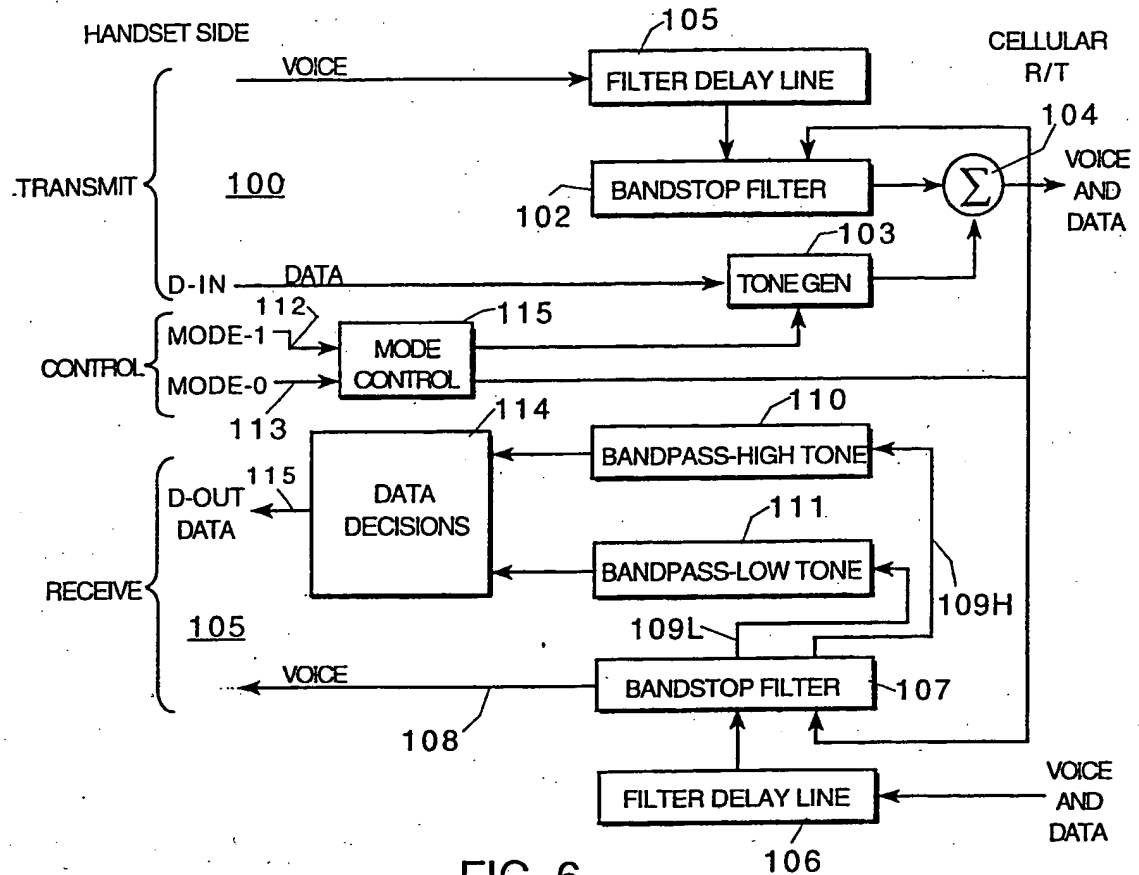 HANDSET SIDE
105
CELLULAR
R/T
VOICE
FILTER DELAY LINE
104
VOICE
AND
DATA
.TRANSMIT
100
102
BANDSTOP FILTER
Σ
103
D-IN
DATA
TONE GEN
CONTROL
MODE-1
112
115
MODE
CONTROL
MODE-0
113
114
110
BANDPASS-HIGH TONE
D-OUT
DATA
115
DATA
DECISIONS
111
BANDPASS-LOW TONE
109H
RECEIVE
105
109L
VOICE
BANDSTOP FILTER
107
108
FILTER DELAY LINE
VOICE
AND
DATA
106
FIG. 6